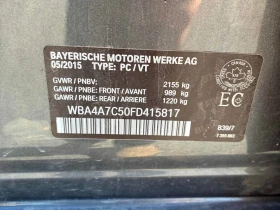 BAYERISCHE MOTOREN WERKE AG
05/2015 TYPE: PC / VT
GVWR / PNBV: 2155 kg
GAWR / PNBE: FRONT / AVANT: 989 kg
GAWR / PNBE: REAR / ARRIERE: 1220 kg
WBA4A7C50FD415817
EC
B39/7